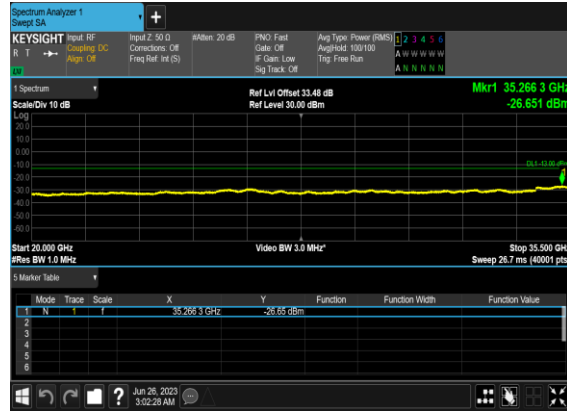 Spectrum Analyzer 1
Swept SA
+
KEYSIGHT Input: RF Input Z: 50 Ω #Atten: 20 dB PNO: Fast Avg Type: Power (RMS) 1 2 3 4 5 6
R T Coupling: DC Corrections: Off Gate: Off Avg|Hold: 100/100 A W W W W W
Align: Off Freq Ref: Int (S) IF Gain: Low Trig: Free Run
Sig Track: Off A N N N N N
1 Spectrum Ref Lvl Offset 33.48 dB Mkr1 35.266 3 GHz
Scale/Div 10 dB Ref Level 30.00 dBm -26.651 dBm
Log
20.0
10.0
0.00
-10.0 DL1 -13.00 dBm
-20.0
-30.0
-40.0
-50.0
-60.0
Start 20.000 GHz Video BW 3.0 MHz* Stop 35.500 GHz
#Res BW 1.0 MHz Sweep 26.7 ms (40001 pts)
5 Marker Table
Mode Trace Scale X Y Function Function Width Function Value
1 N 1 f 35.266 3 GHz -26.65 dBm
2
3
4
5
6
? Jun 26, 2023
3:02:28 AM